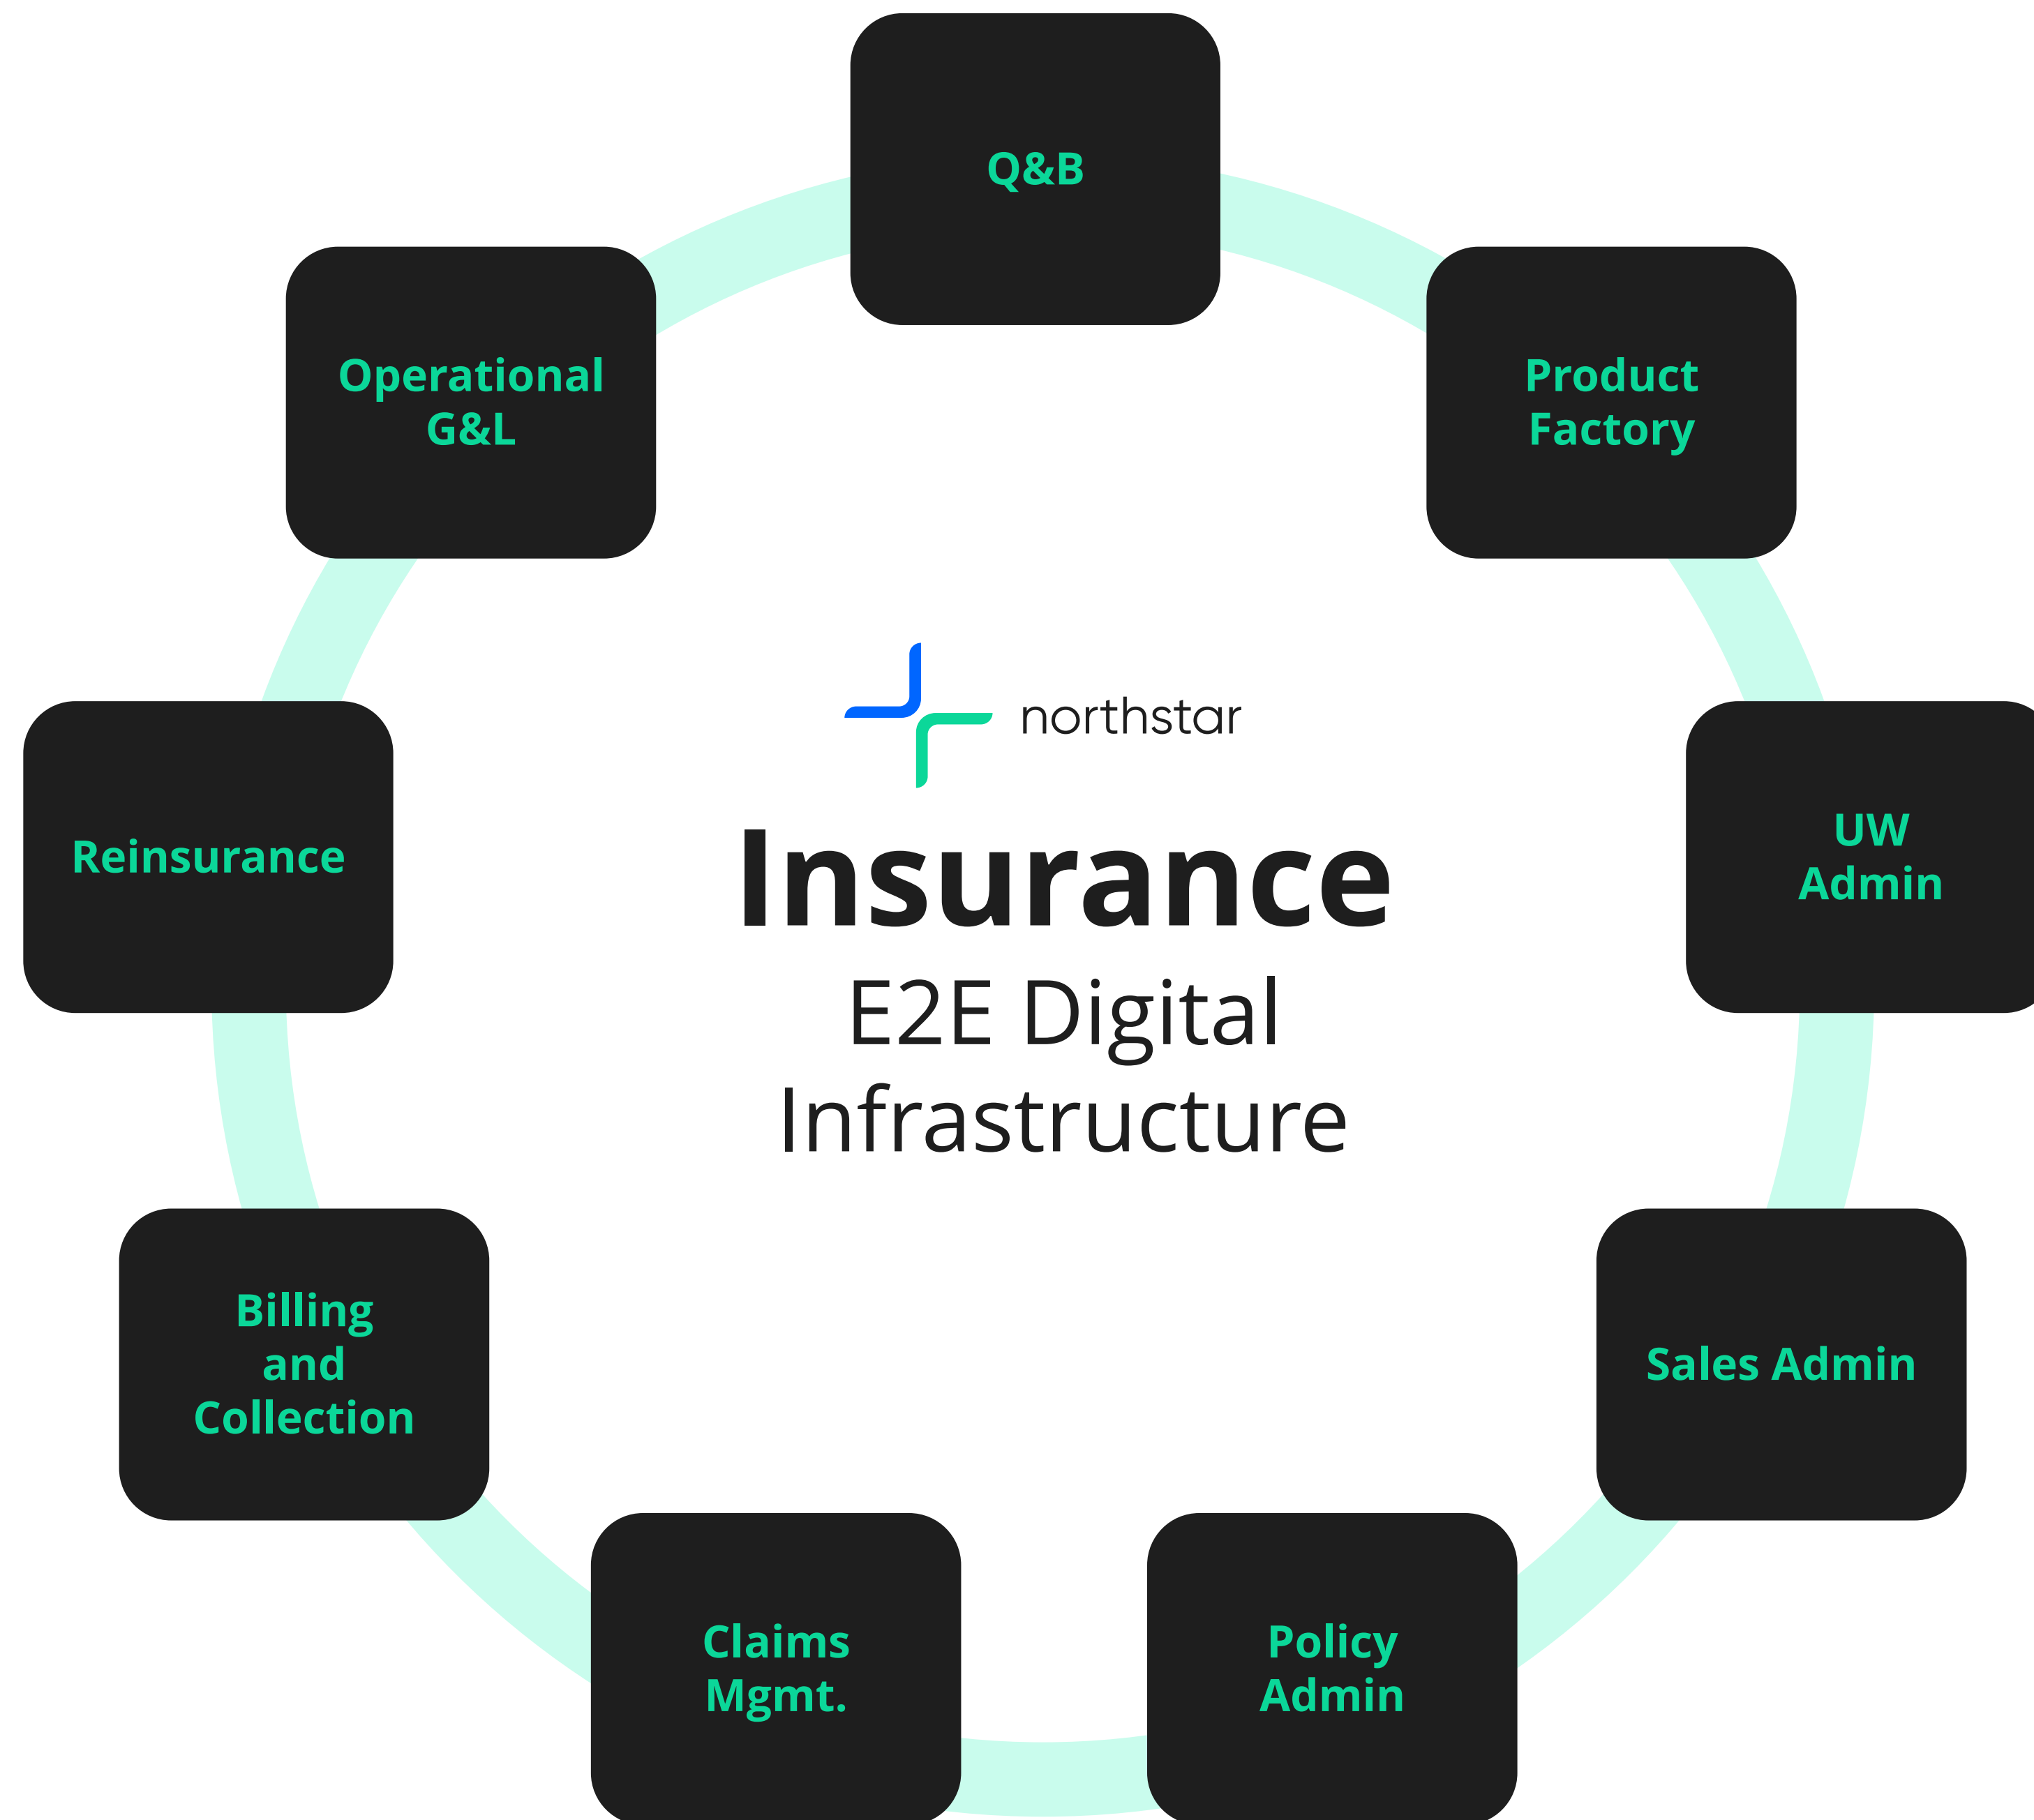 Q&B
Operational
G&L
Product
Factory
northstar
Insurance
E2E Digital
Infrastructure
Reinsurance
UW
Admin
Billing
and
Collection
Sales Admin
Claims
Mgmt.
Policy
Admin